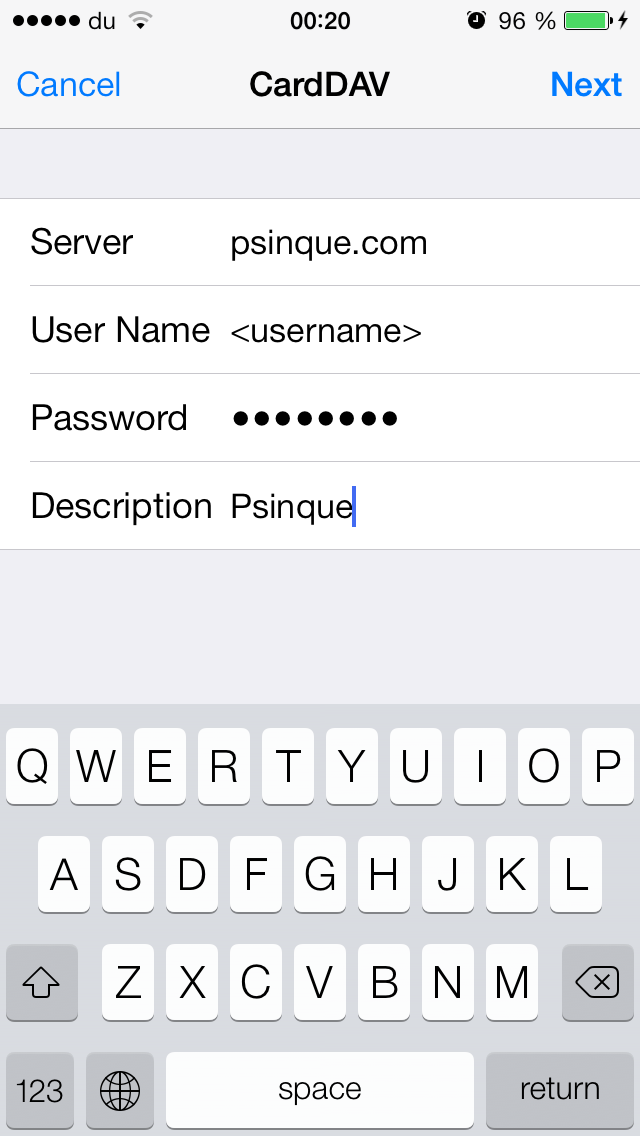 du 00:20 96 %
Cancel CardDAV Next
Server psinque.com
User Name <username>
Password ••••••••
Description Psinque
Q W E R T Y U I O P
A S D F G H J K L
Z X C V B N M
123 space return